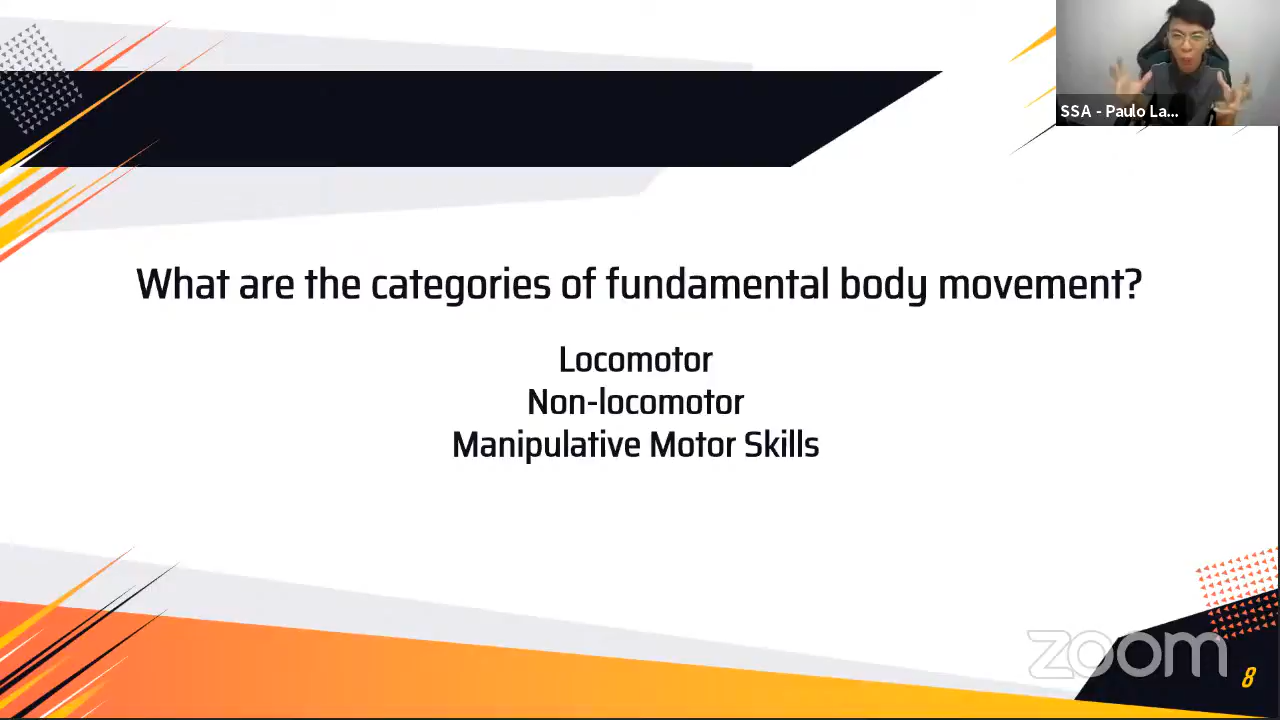 SSA - Paulo La...
What are the categories of fundamental body movement?
Locomotor
Non-locomotor
Manipulative Motor Skills
zoom
8